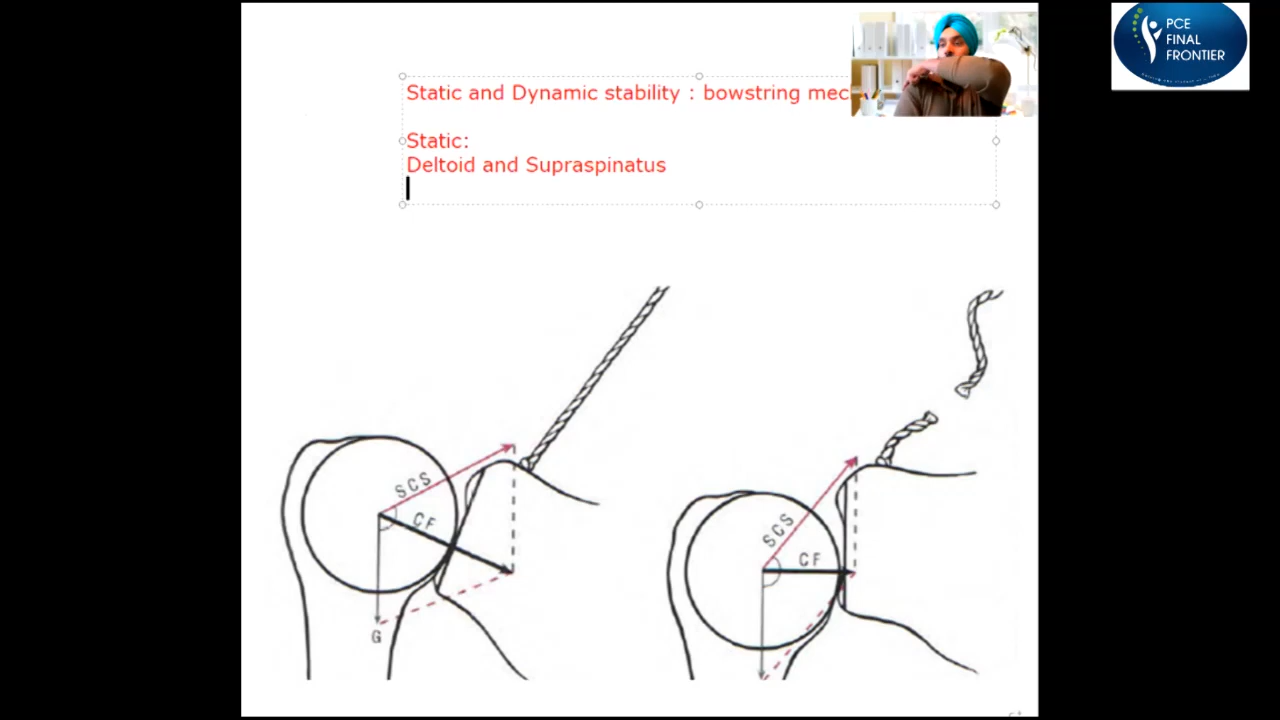 PCE
FINAL
FRONTIER
Static and Dynamic stability : bowstring mec
Static:
Deltoid and Supraspinatus
SCS
CF
G
SCS
CF